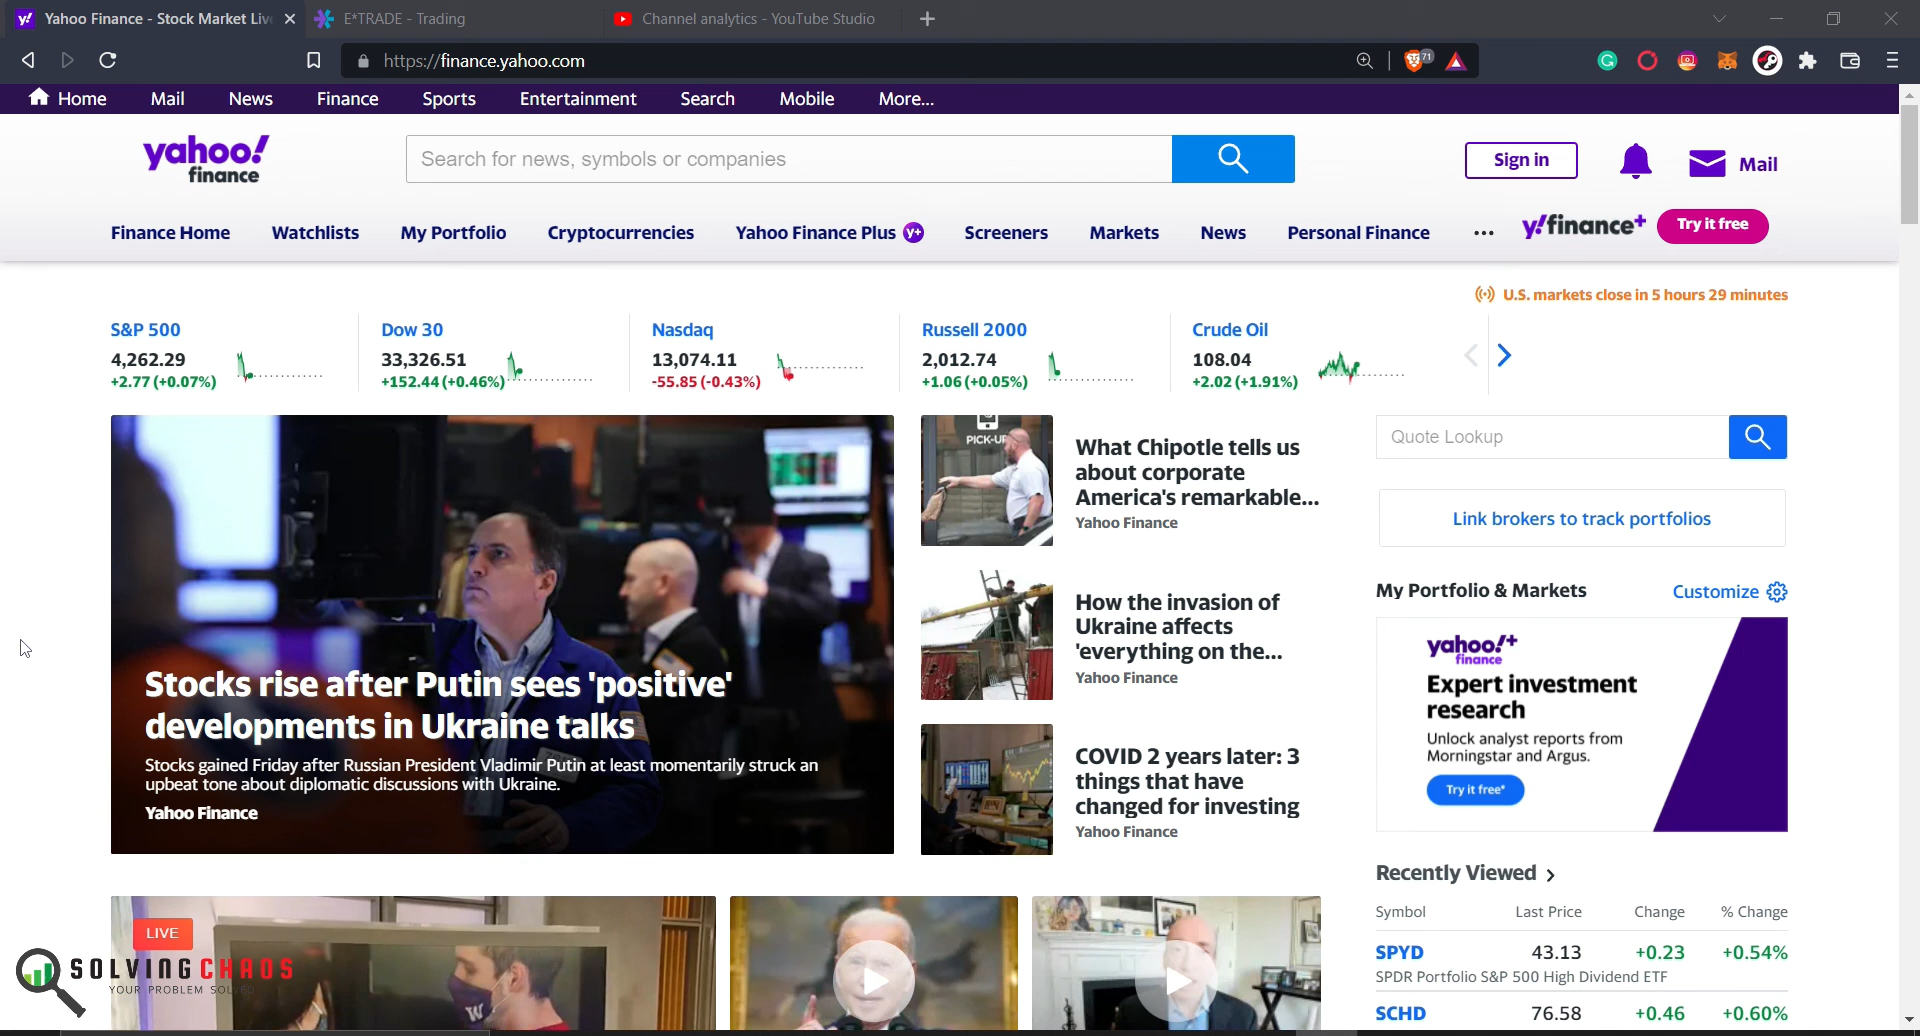 Yahoo Finance - Stock Market Liv
E*TRADE - Trading
Channel analytics - YouTube Studio
https://finance.yahoo.com
71
Home Mail News Finance Sports Entertainment Search Mobile More...
yahoo!
finance
Search for news, symbols or companies
Sign in
Mail
Finance Home Watchlists My Portfolio Cryptocurrencies Yahoo Finance Plus y+ Screeners Markets News Personal Finance ...
y!finance+
Try it free
U.S. markets close in 5 hours 29 minutes
S&P 500
4,262.29
+2.77 (+0.07%)
Dow 30
33,326.51
+152.44 (+0.46%)
Nasdaq
13,074.11
-55.85 (-0.43%)
Russell 2000
2,012.74
+1.06 (+0.05%)
Crude Oil
108.04
+2.02 (+1.91%)
Stocks rise after Putin sees 'positive'
developments in Ukraine talks
Stocks gained Friday after Russian President Vladimir Putin at least momentarily struck an
upbeat tone about diplomatic discussions with Ukraine.
Yahoo Finance
What Chipotle tells us
about corporate
America's remarkable...
Yahoo Finance
How the invasion of
Ukraine affects
'everything on the...
Yahoo Finance
COVID 2 years later: 3
things that have
changed for investing
Yahoo Finance
Quote Lookup
Link brokers to track portfolios
My Portfolio & Markets
Customize
yahoo!+
finance
Expert investment
research
Unlock analyst reports from
Morningstar and Argus.
Try it free*
Recently Viewed
Symbol Last Price Change % Change
SPYD 43.13 +0.23 +0.54%
SPDR Portfolio S&P 500 High Dividend ETF
SCHD 76.58 +0.46 +0.60%
LIVE
SOLVING CHAOS
YOUR PROBLEM SOLVED
W